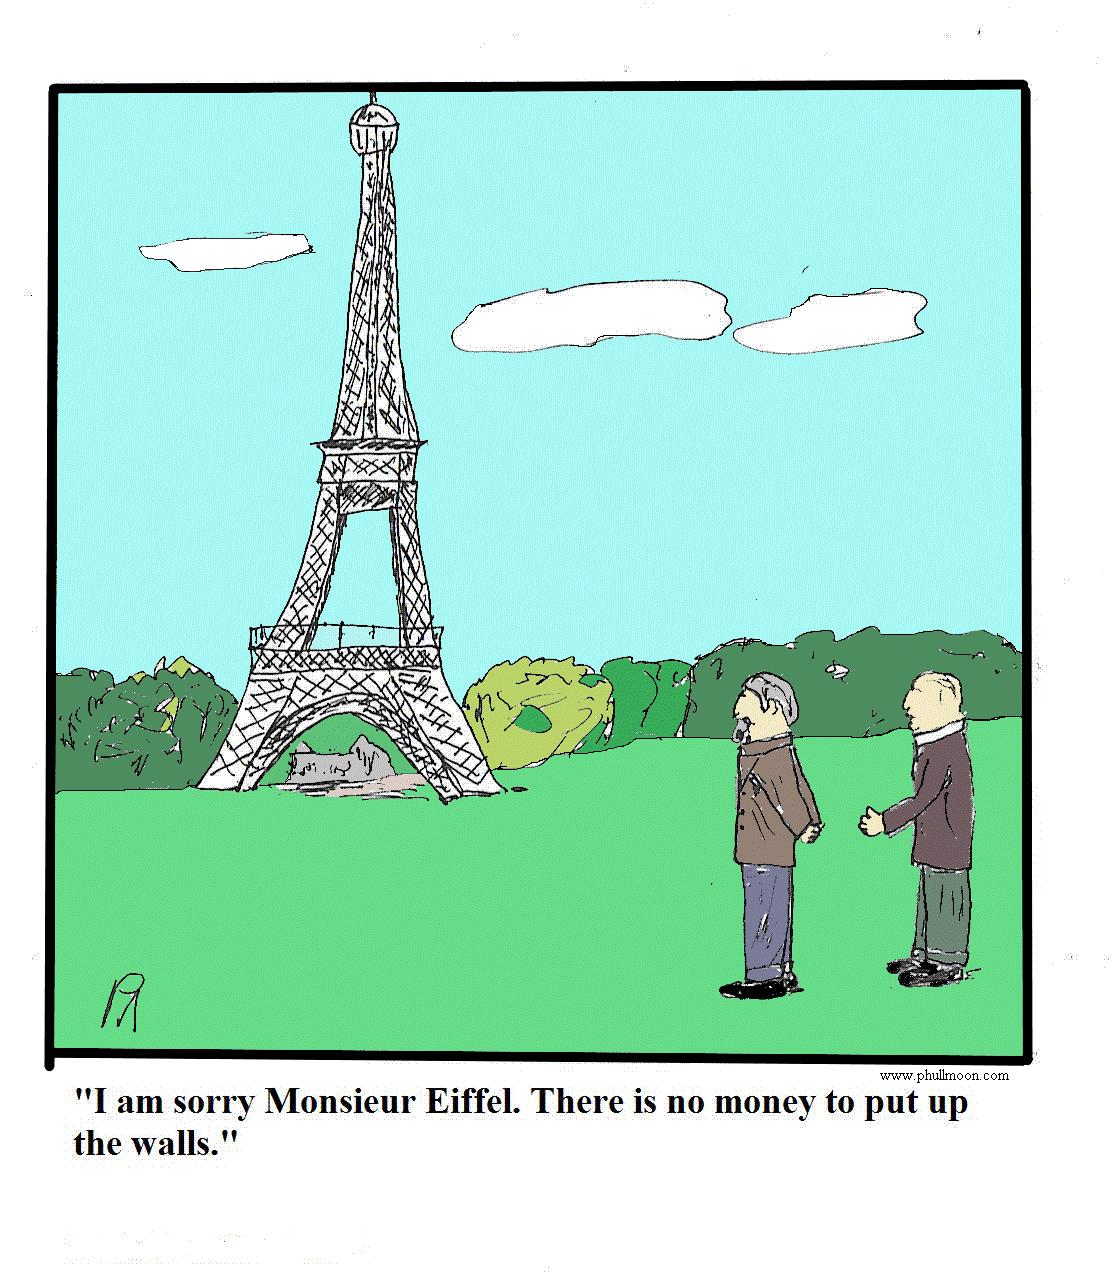 www.phullmoon.com
"I am sorry Monsieur Eiffel. There is no money to put up
the walls."